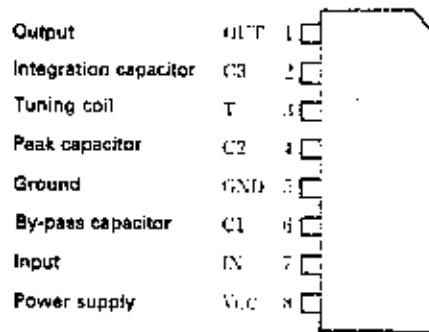 Output OUT 1
Integration capacitor C3 2
Tuning coil T 3
Peak capacitor C2 4
Ground GND 5
By-pass capacitor C1 6
Input IN 7
Power supply Vcc 8